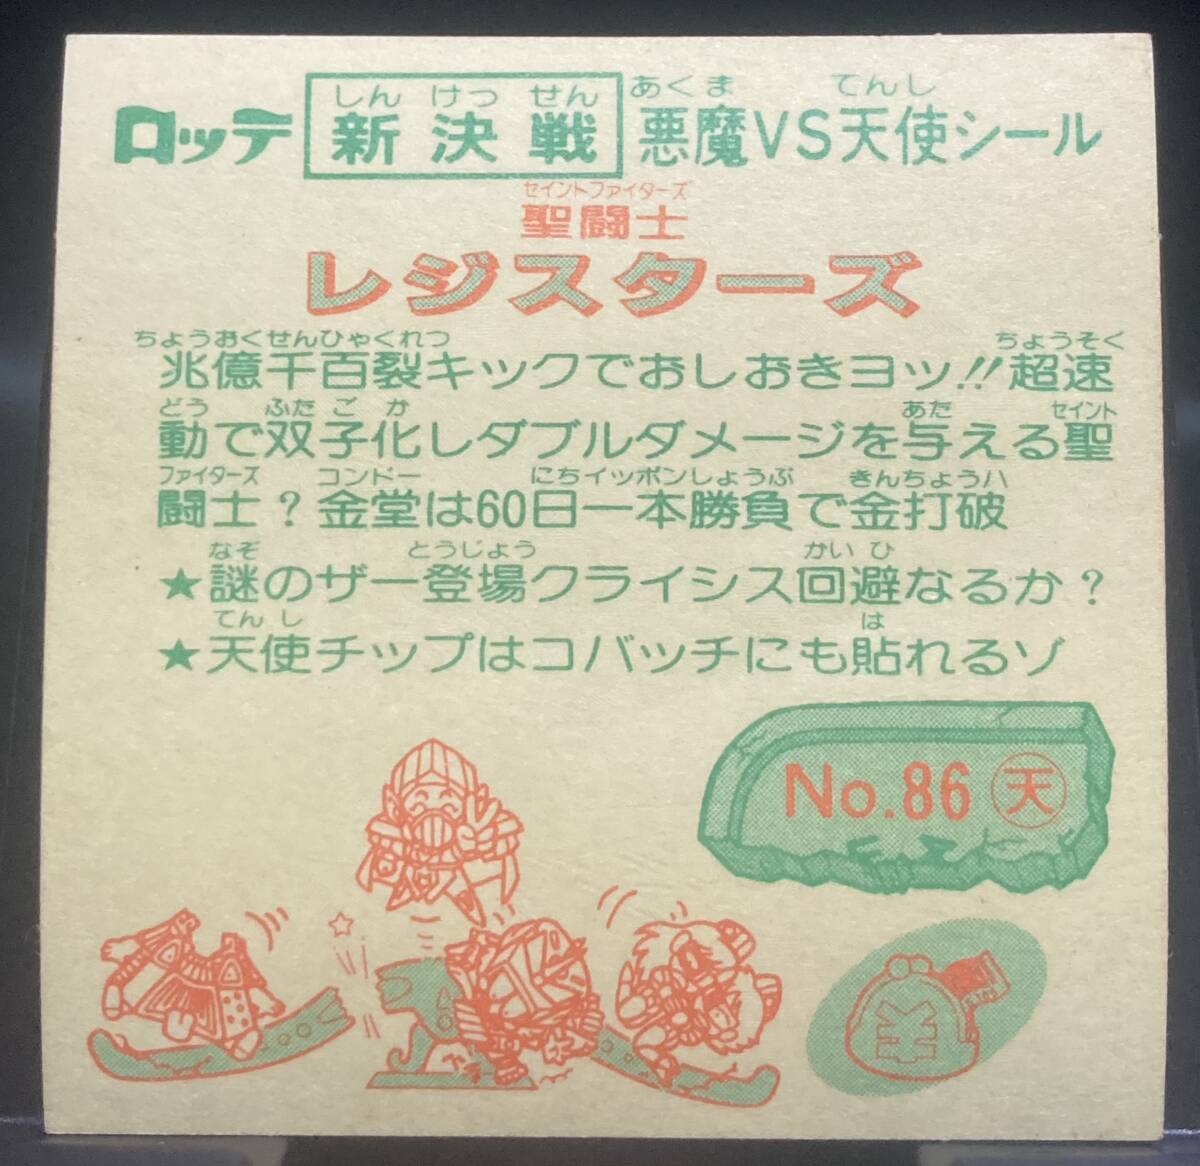 ロッテ 新決戦 悪魔VS天使シール
しん けっ せん あくま てんし
セイントファイターズ
聖闘士
レジスターズ
ちょうおくせんひゃくれつ ちょうそく
兆億千百裂キックでおしおきヨッ!!超速
どう ふたごか あた セイント
動で双子化しダブルダメージを与える聖
ファイターズ コンドー にちイッポンしょうぶ きんちょうハ
闘士?金堂は60日一本勝負で金打破
なぞ とうじょう かいひ
★謎のザー登場クライシス回避なるか?
てんし は
★天使チップはコバッチにも貼れるゾ
No.86 天
¥